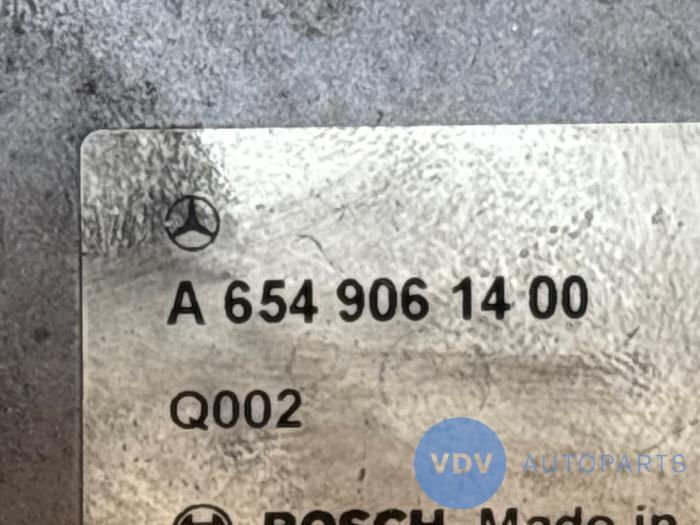 A 654 906 14 00
Q002
VDV AUTOPARTS
BOSCH Made in